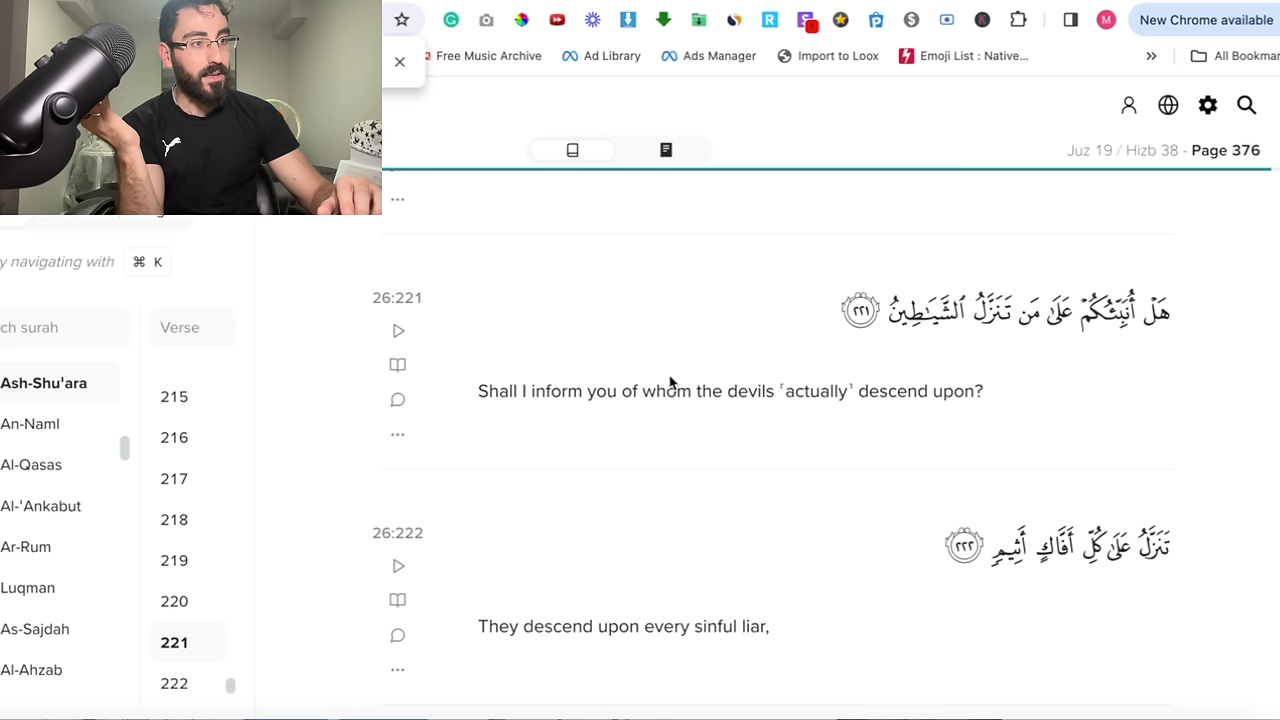 New Chrome available
Free Music Archive
Ad Library
Ads Manager
Import to Loox
Emoji List : Native...
»
All Bookmar
Juz 19 / Hizb 38 - Page 376
y navigating with ⌘ K
ch surah
Verse
Ash-Shu'ara
An-Naml
Al-Qasas
Al-'Ankabut
Ar-Rum
Luqman
As-Sajdah
Al-Ahzab
215
216
217
218
219
220
221
222
26:221
هَلْ أُنَبِّئُكُمْ عَلَىٰ مَن تَنَزَّلُ ٱلشَّيَـٰطِينُ ٢٢١
Shall I inform you of whom the devils ˹actually˺ descend upon?
26:222
تَنَزَّلُ عَلَىٰ كُلِّ أَفَّاكٍ أَثِيمٍ ٢٢٢
They descend upon every sinful liar,